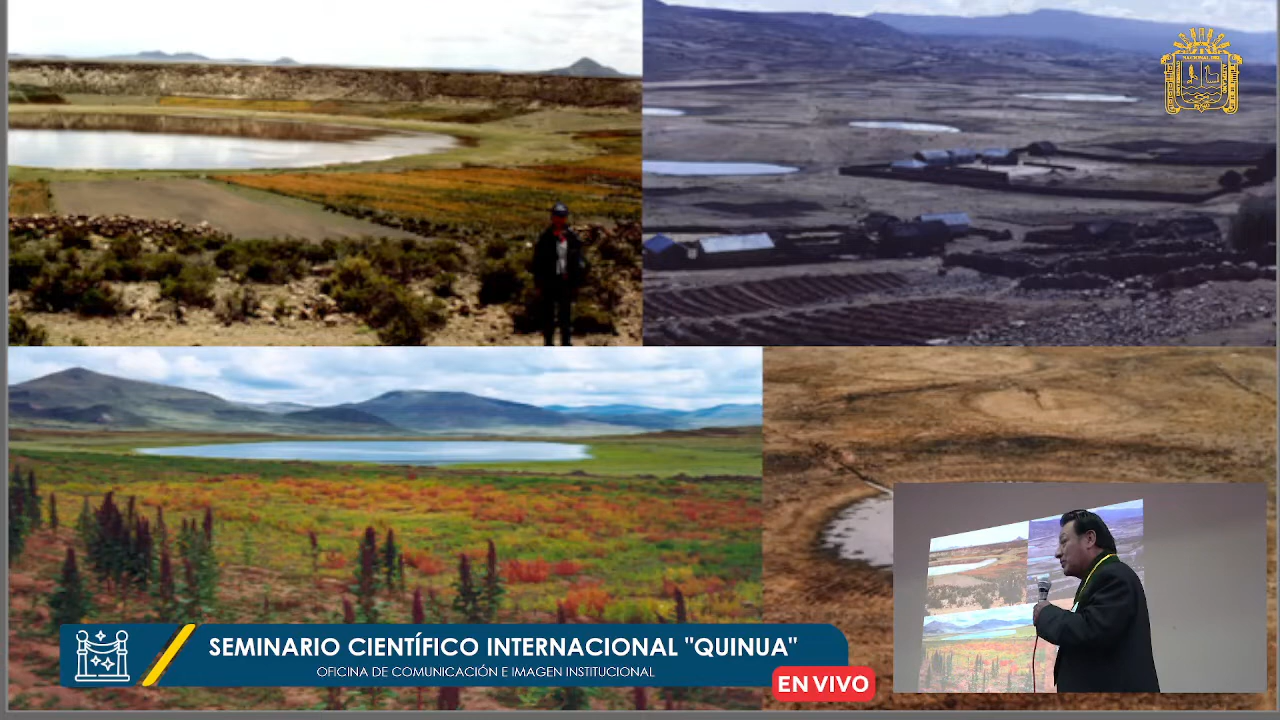 SEMINARIO CIENTÍFICO INTERNACIONAL "QUINUA"
OFICINA DE COMUNICACIÓN E IMAGEN INSTITUCIONAL
EN VIVO